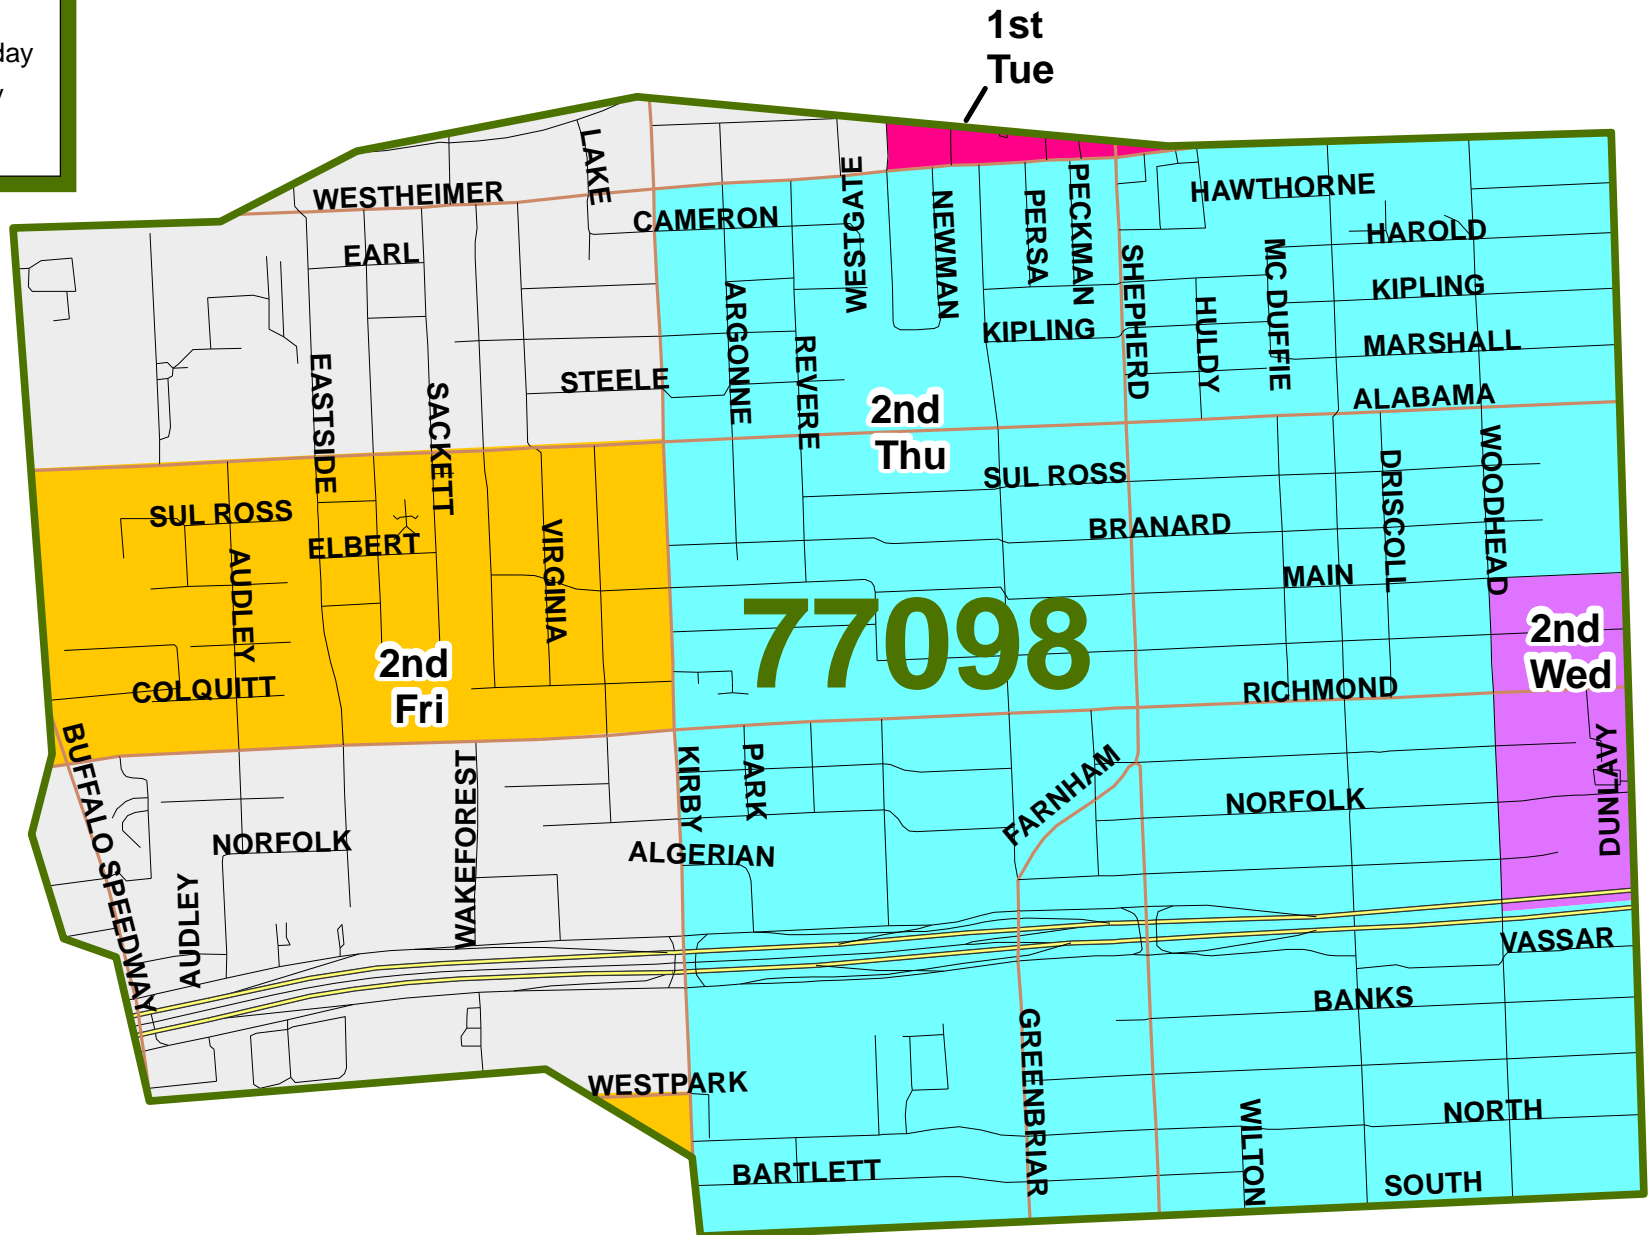 1st
Tue
day
LAKE
WESTHEIMER
WESTGATE
PECKMAN
HAWTHORNE
CAMERON
NEWMAN
PERSA
EARL
HAROLD
SHEPHERD
MC DUFFIE
KIPLING
ARGONNE
HULDY
KIPLING
REVERE
MARSHALL
EASTSIDE
STEELE
SACKETT
ALABAMA
2nd
Thu
WOODHEAD
DRISCOLL
SUL ROSS
SUL ROSS
BRANARD
VIRGINIA
ELBERT
AUDLEY
MAIN
77098
2nd
Wed
2nd
Fri
COLQUITT
RICHMOND
BUFFALO SPEEDWAY
DUNLAVY
KIRBY
PARK
FARNHAM
WAKEFOREST
NORFOLK
NORFOLK
ALGERIAN
AUDLEY
VASSAR
BANKS
GREENBRIAR
WESTPARK
WILTON
NORTH
BARTLETT
SOUTH